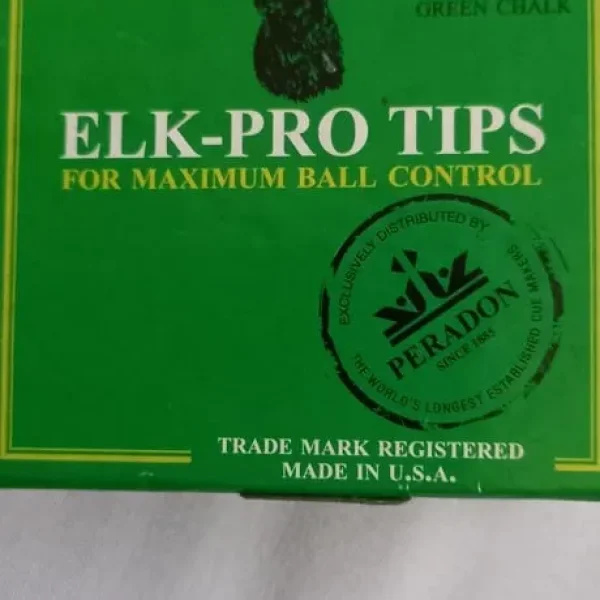 GREEN CHALK
ELK-PRO TIPS
FOR MAXIMUM BALL CONTROL
EXCLUSIVELY DISTRIBUTED BY
PERADON
SINCE 1885
THE WORLD'S LONGEST ESTABLISHED CUE MAKERS
TRADE MARK REGISTERED
MADE IN U.S.A.